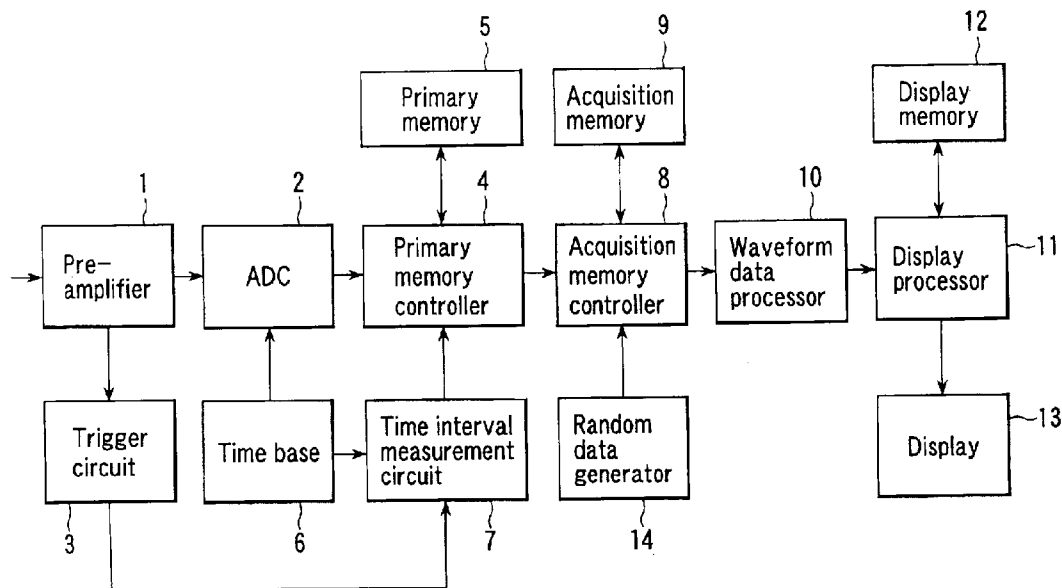 5
9
12
Primary
memory
Acquisition
memory
Display
memory
1
2
4
8
10
11
Pre-
amplifier
ADC
Primary
memory
controller
Acquisition
memory
controller
Waveform
data
processor
Display
processor
Trigger
circuit
Time base
Time interval
measurement
circuit
Random
data
generator
Display
13
3
6
7
14